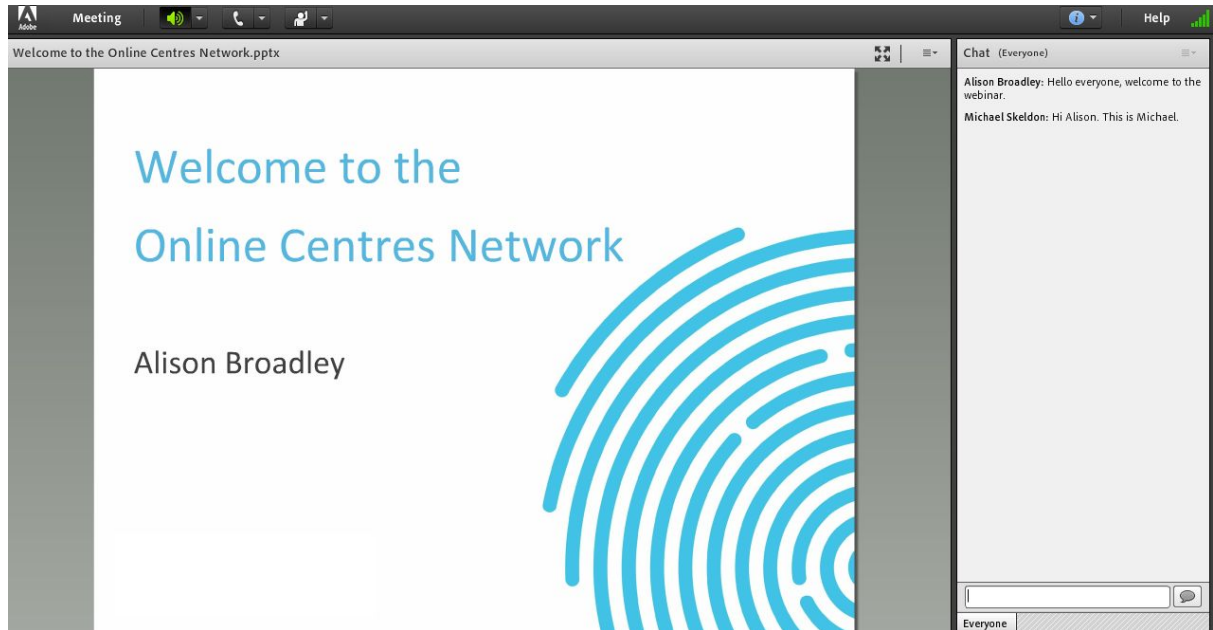 Adobe
Meeting
Help
Welcome to the Online Centres Network.pptx
Welcome to the
Online Centres Network
Alison Broadley
Chat (Everyone)
Alison Broadley: Hello everyone, welcome to the
webinar.
Michael Skeldon: Hi Alison. This is Michael.
Everyone